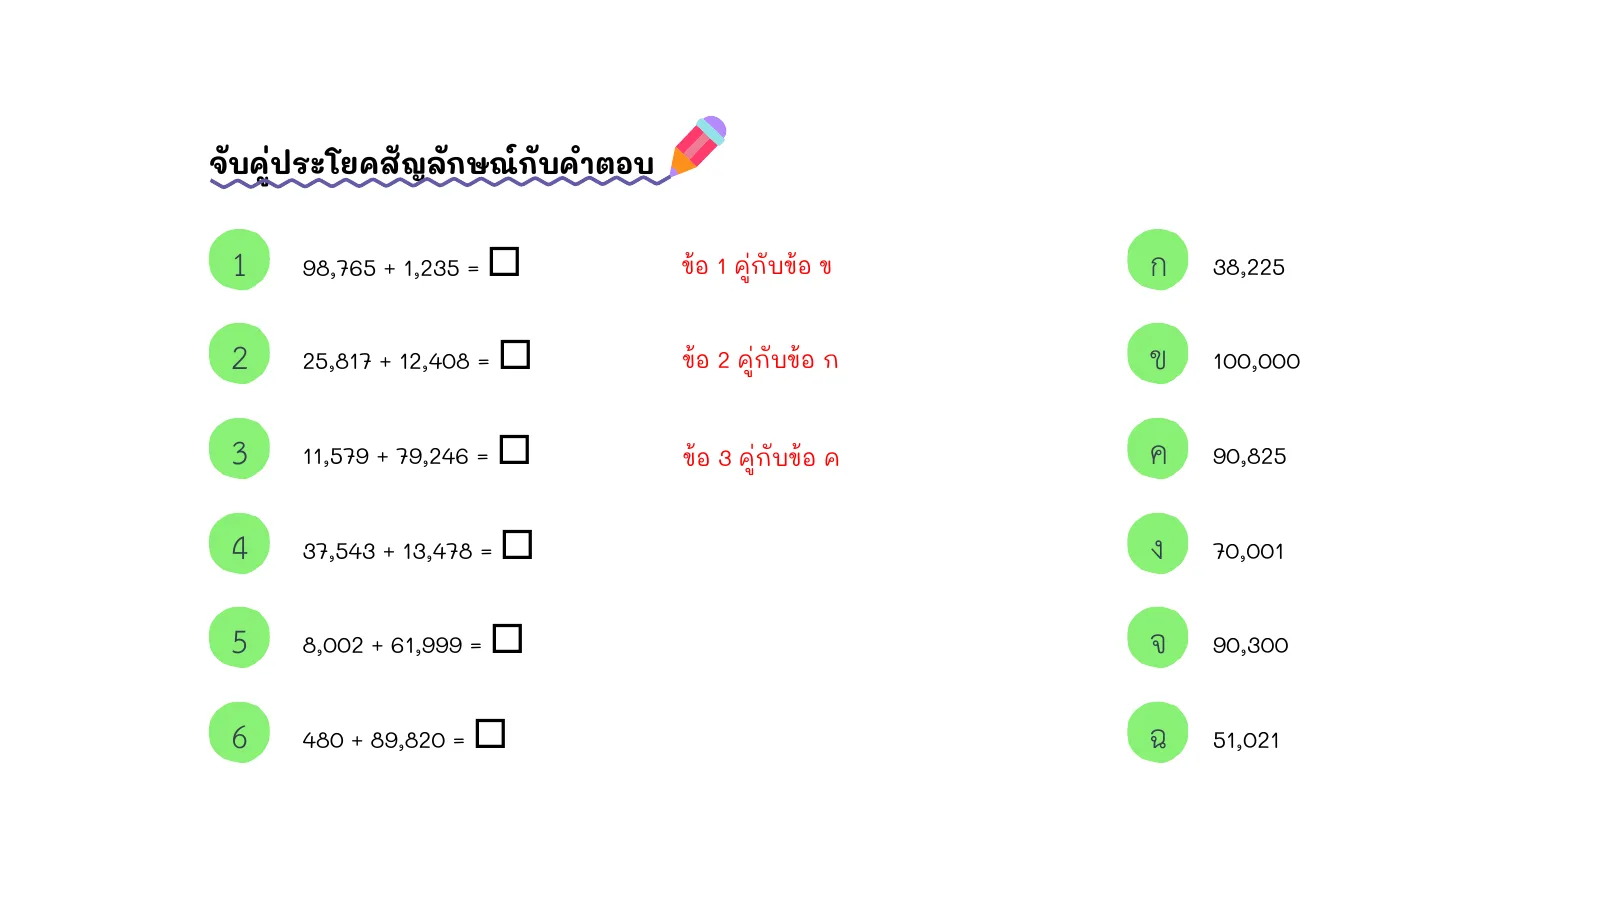 จับคู่ประโยคสัญลักษณ์กับคำตอบ
1 98,765 + 1,235 = □ ข้อ 1 คู่กับข้อ ข ก 38,225
2 25,817 + 12,408 = □ ข้อ 2 คู่กับข้อ ก ข 100,000
3 11,579 + 79,246 = □ ข้อ 3 คู่กับข้อ ค ค 90,825
4 37,543 + 13,478 = □ ง 70,001
5 8,002 + 61,999 = □ จ 90,300
6 480 + 89,820 = □ ฉ 51,021